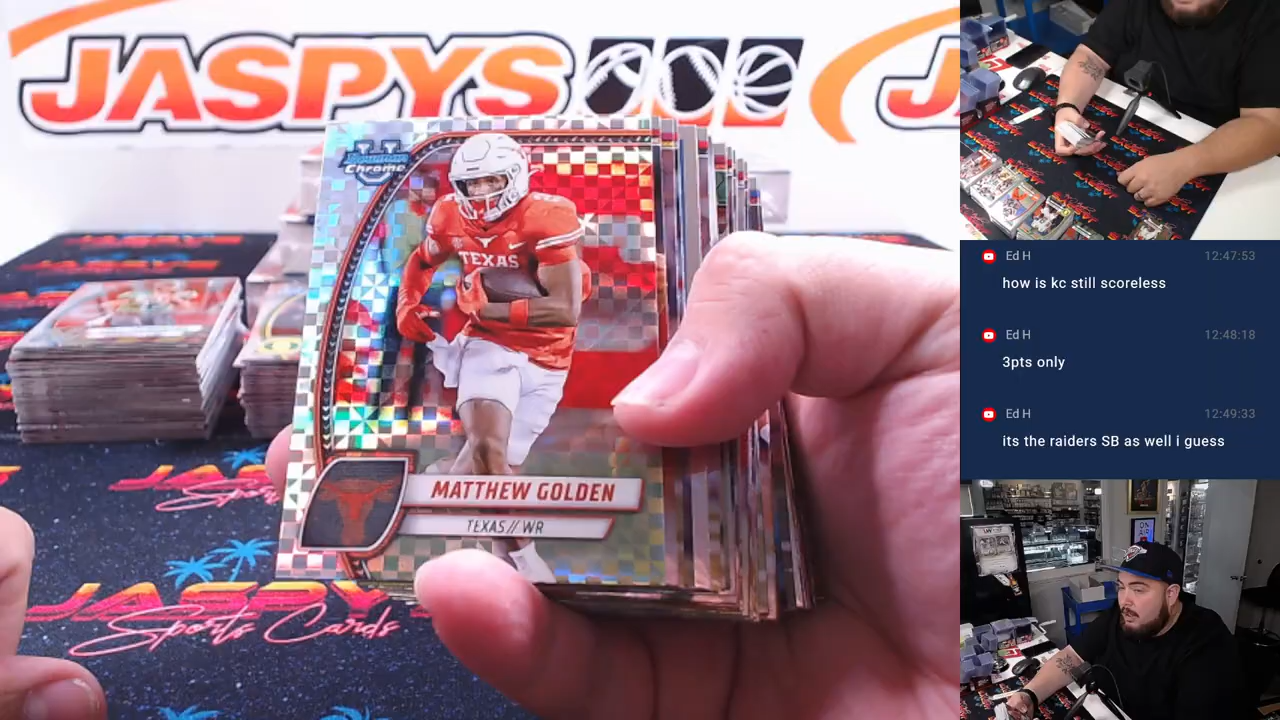 JASPYS
J
Bowman
Chrome
TEXAS
MATTHEW GOLDEN
TEXAS // WR
JASPY
Sports Cards
Ed H 12:47:53
how is kc still scoreless
Ed H 12:48:18
3pts only
Ed H 12:49:33
its the raiders SB as well i guess